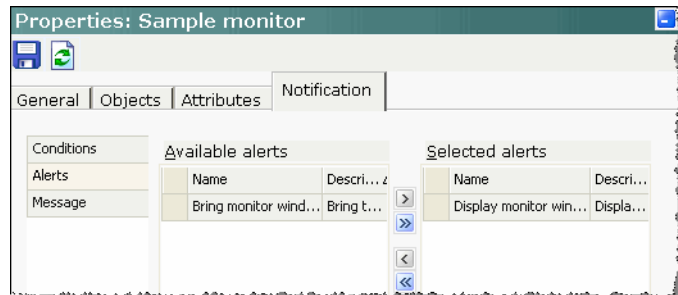 Properties: Sample monitor
General Objects Attributes Notification
Conditions
Alerts
Message
Available alerts
Name Descri...
Bring monitor wind... Bring t...
Selected alerts
Name Descri...
Display monitor win... Displa...